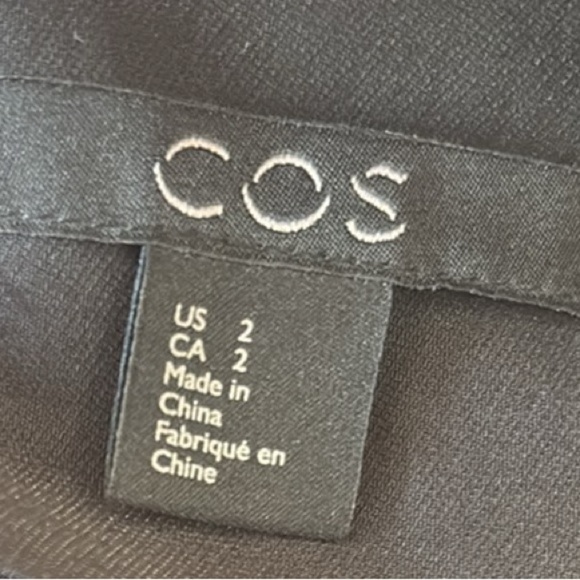 COS
US 2
CA 2
Made in
China
Fabriqué en
Chine